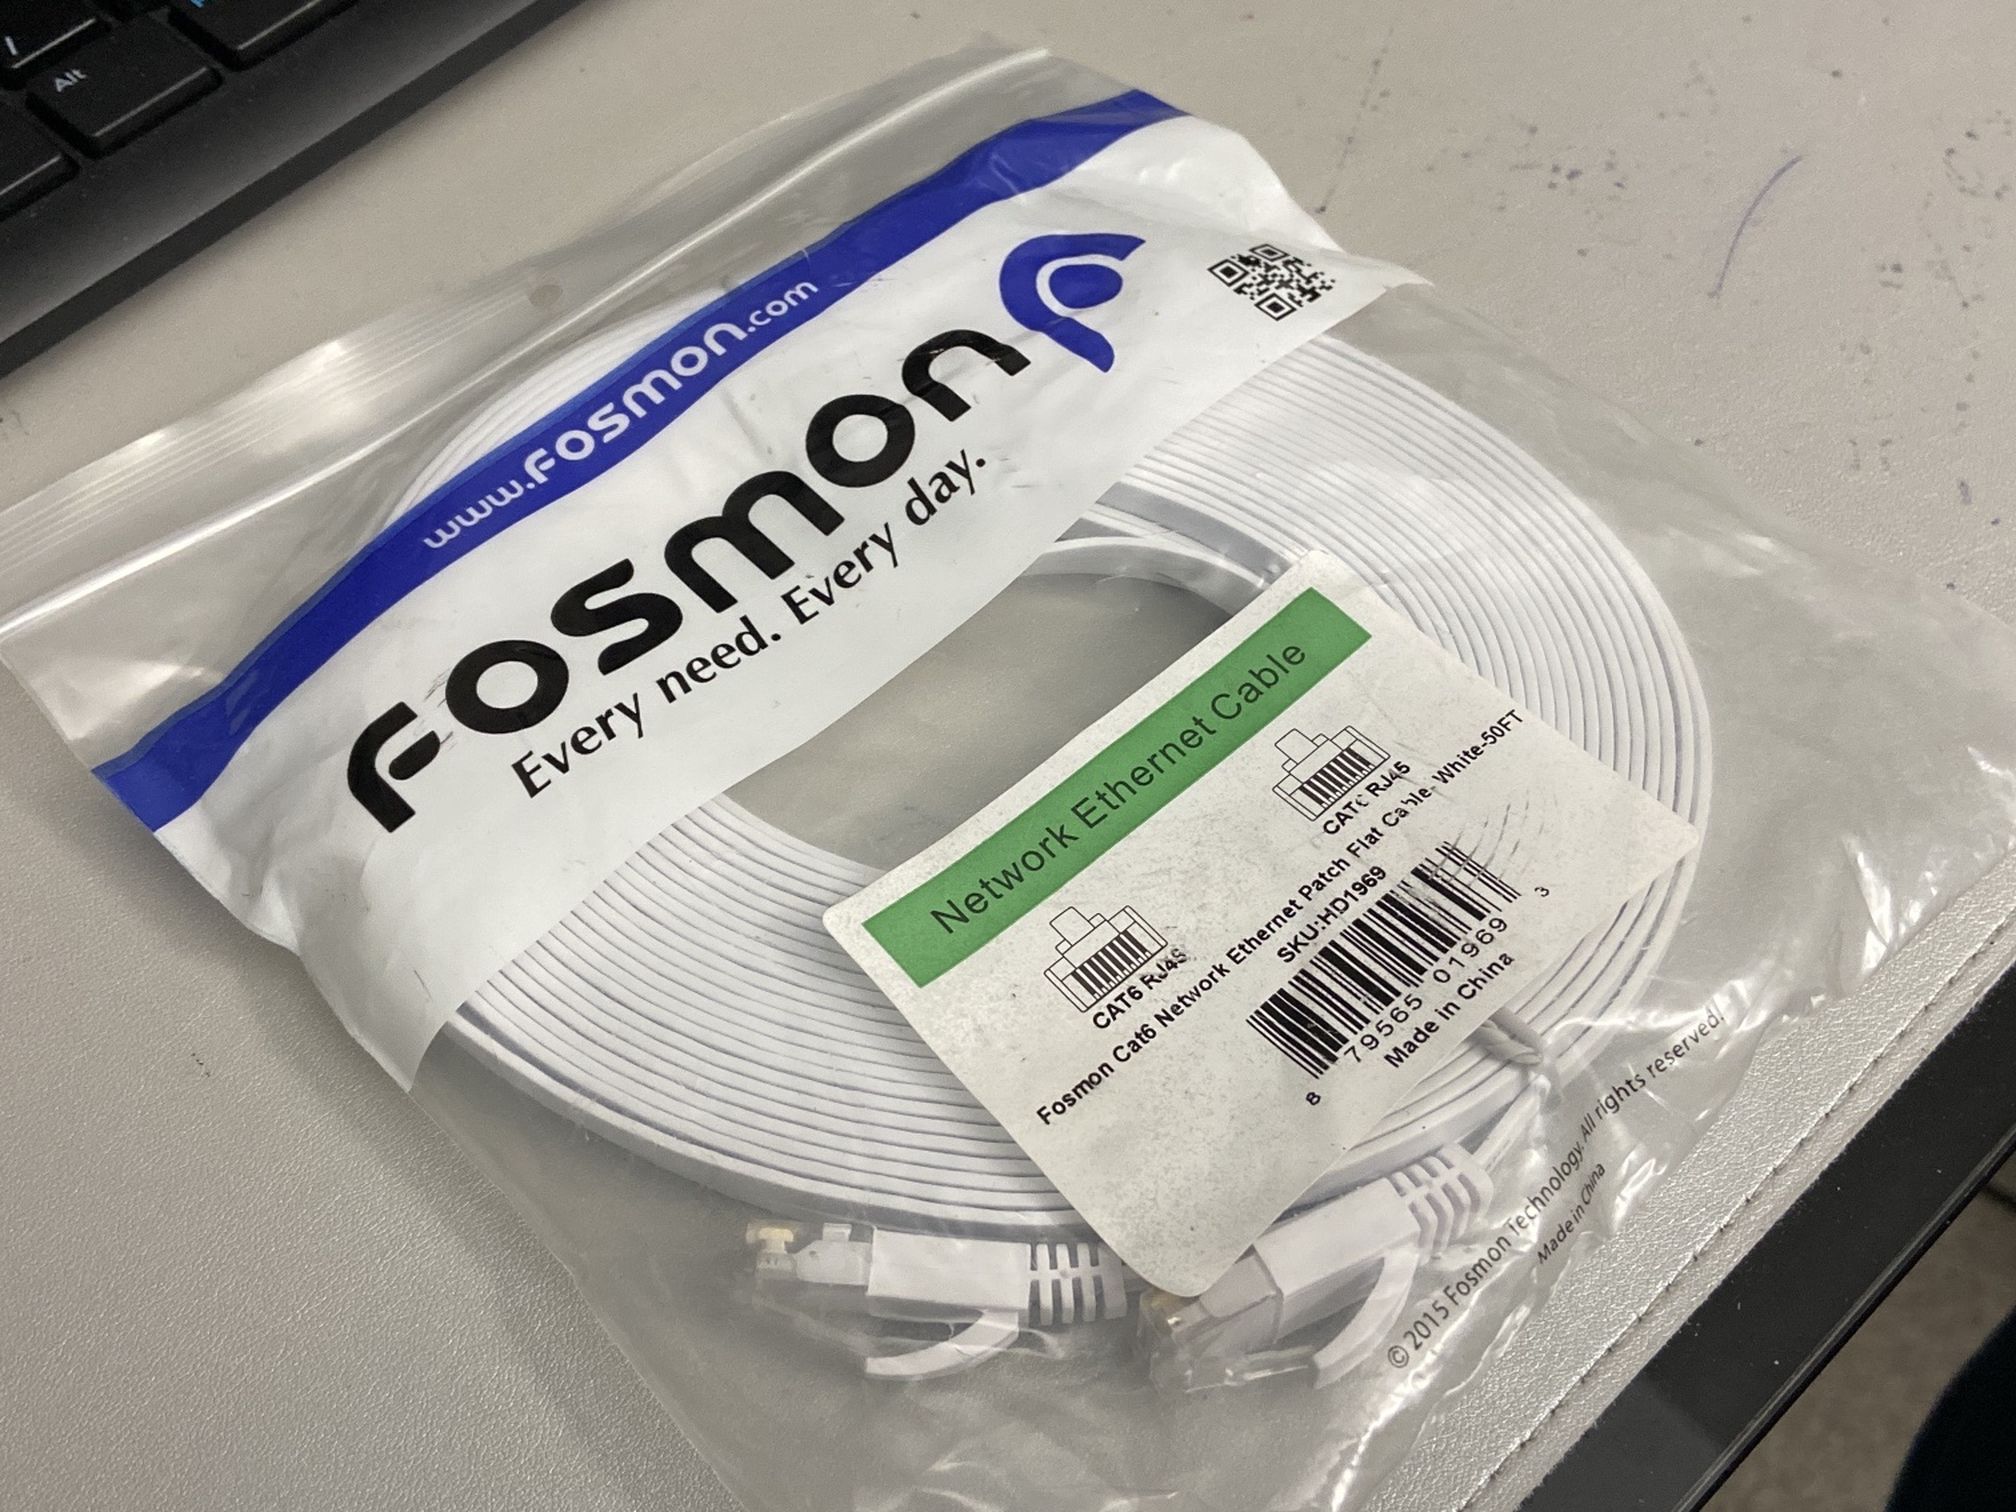 Alt
www.Fosmon.com
Fosmon
Every need. Every day.
Network Ethernet Cable
CAT6 RJ45
CAT6 RJ45
Fosmon Cat6 Network Ethernet Patch Flat Cable- White-50FT
SKU:HD1969
8 79565 01969 3
Made in China
© 2015 Fosmon Technology. All rights reserved.
Made in China